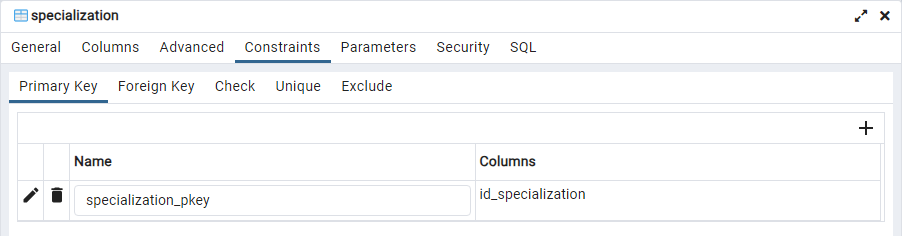 specialization
General Columns Advanced Constraints Parameters Security SQL
Primary Key Foreign Key Check Unique Exclude
Name Columns
specialization_pkey id_specialization